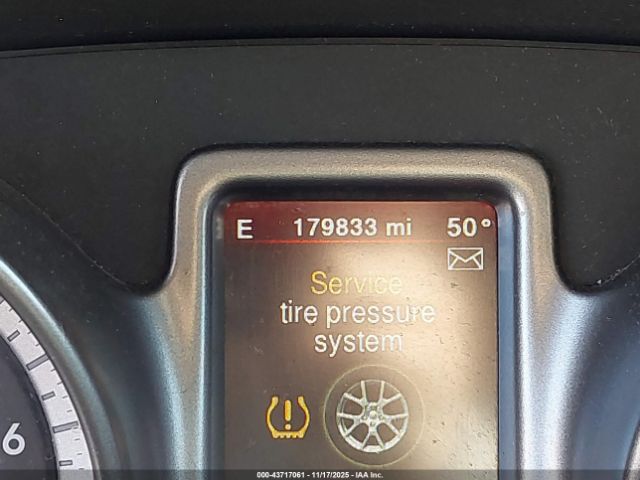 E 179833 mi 50°
Service
tire pressure
system
6
000-43717061 - 11/17/2025 - IAA Inc.